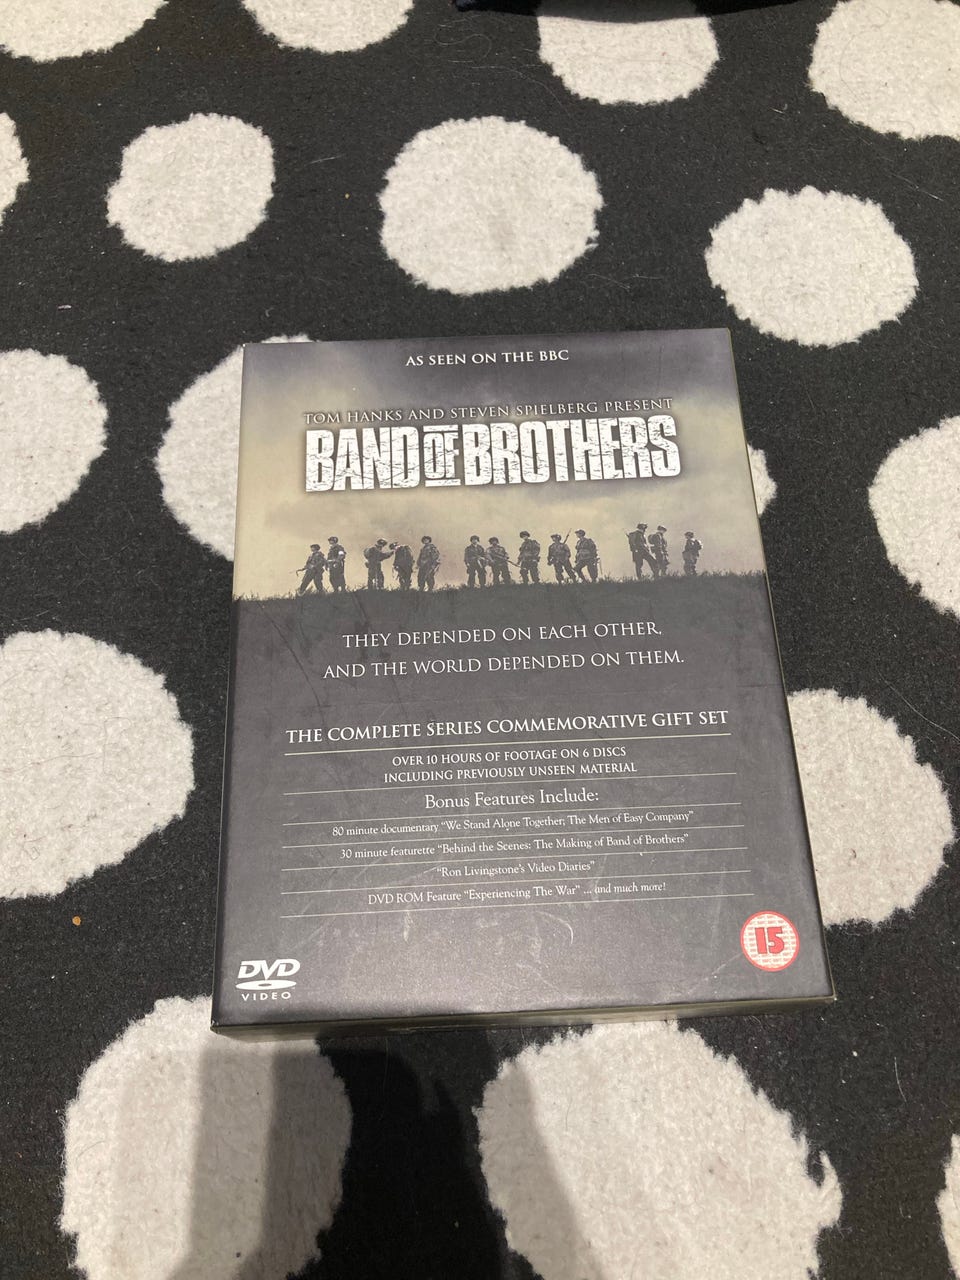 AS SEEN ON THE BBC
TOM HANKS AND STEVEN SPIELBERG PRESENT
BAND OF BROTHERS
THEY DEPENDED ON EACH OTHER,
AND THE WORLD DEPENDED ON THEM.
THE COMPLETE SERIES COMMEMORATIVE GIFT SET
OVER 10 HOURS OF FOOTAGE ON 6 DISCS
INCLUDING PREVIOUSLY UNSEEN MATERIAL
Bonus Features Include:
80 minute documentary "We Stand Alone Together; The Men of Easy Company"
30 minute featurette "Behind the Scenes: The Making of Band of Brothers"
"Ron Livingstone's Video Diaries"
DVD ROM Feature "Experiencing The War" ... and much more!
15
DVD
VIDEO